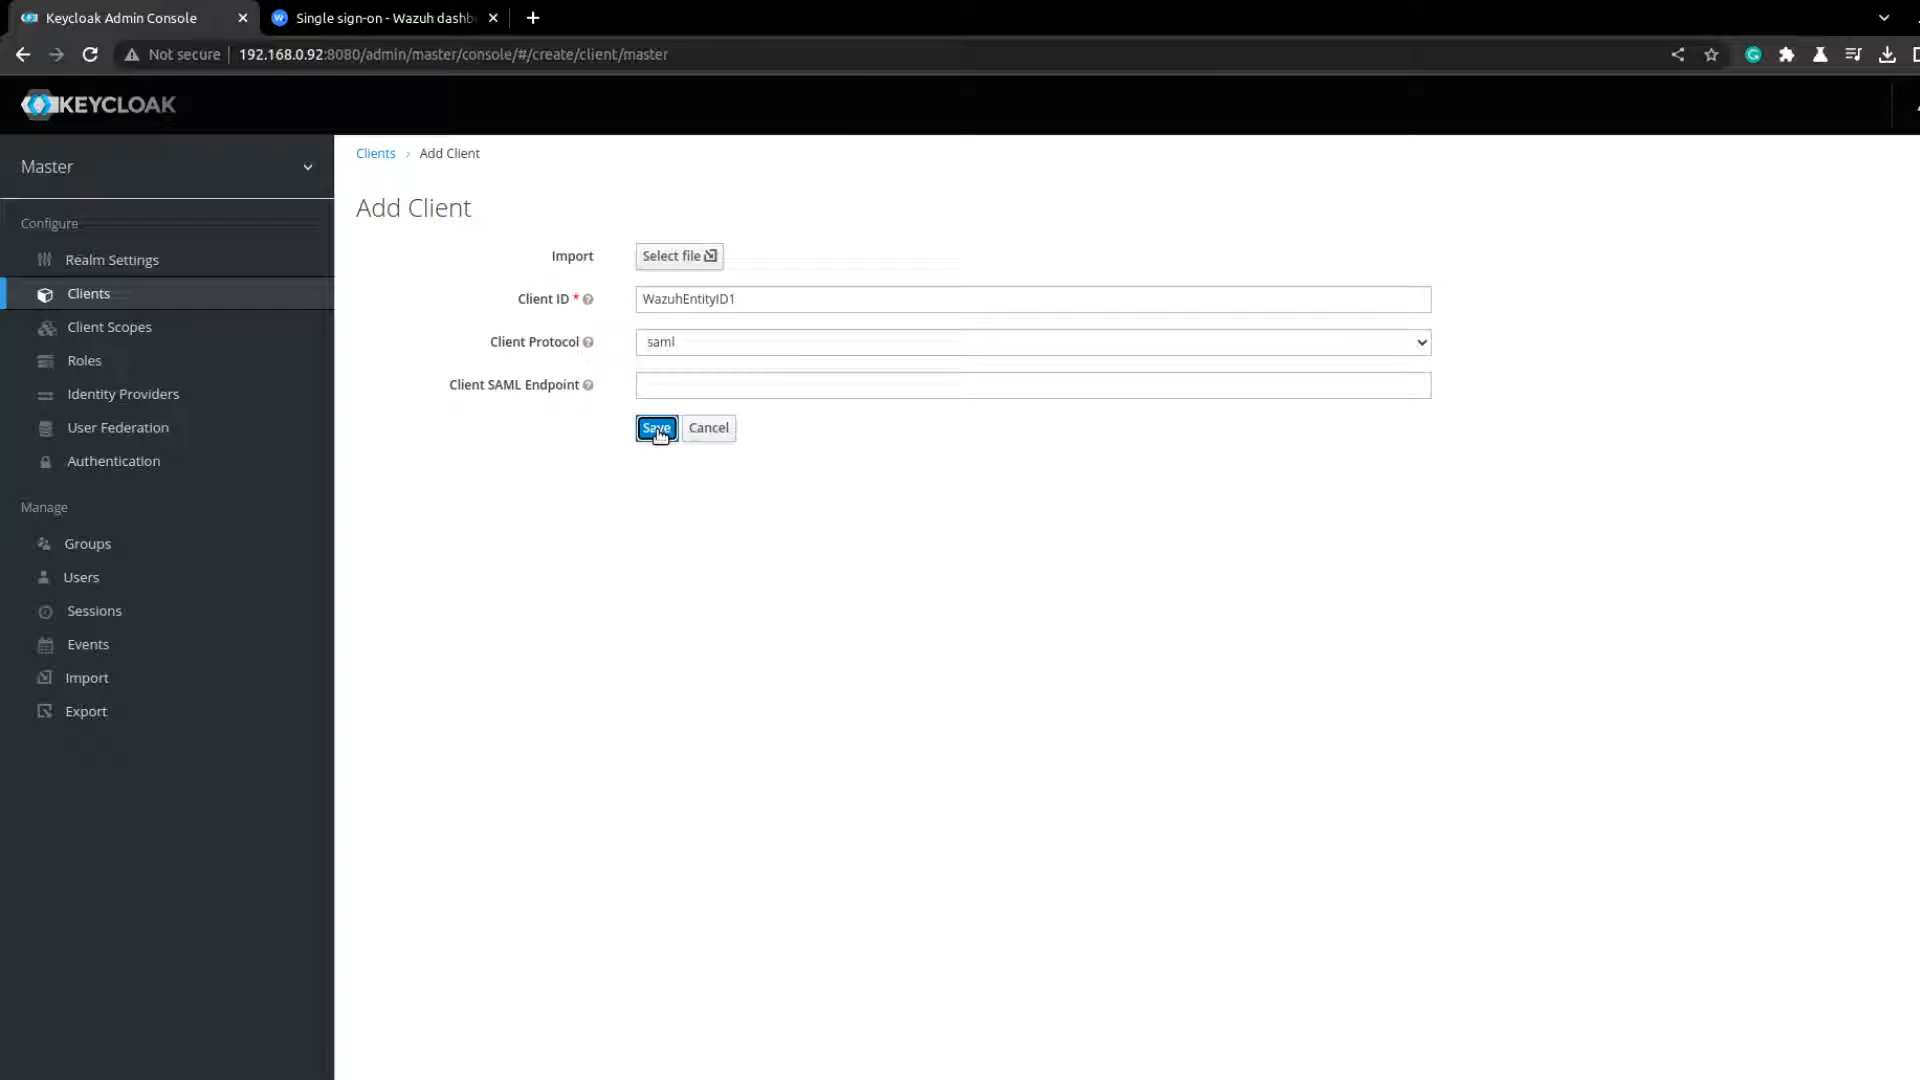 Keycloak Admin Console
Single sign-on - Wazuh dashb
Not secure 192.168.0.92:8080/admin/master/console/#/create/client/master
KEYCLOAK
Master
Configure
Realm Settings
Clients
Client Scopes
Roles
Identity Providers
User Federation
Authentication
Manage
Groups
Users
Sessions
Events
Import
Export
Clients › Add Client
Add Client
Import Select file
Client ID * WazuhEntityID1
Client Protocol saml
Client SAML Endpoint
Save Cancel